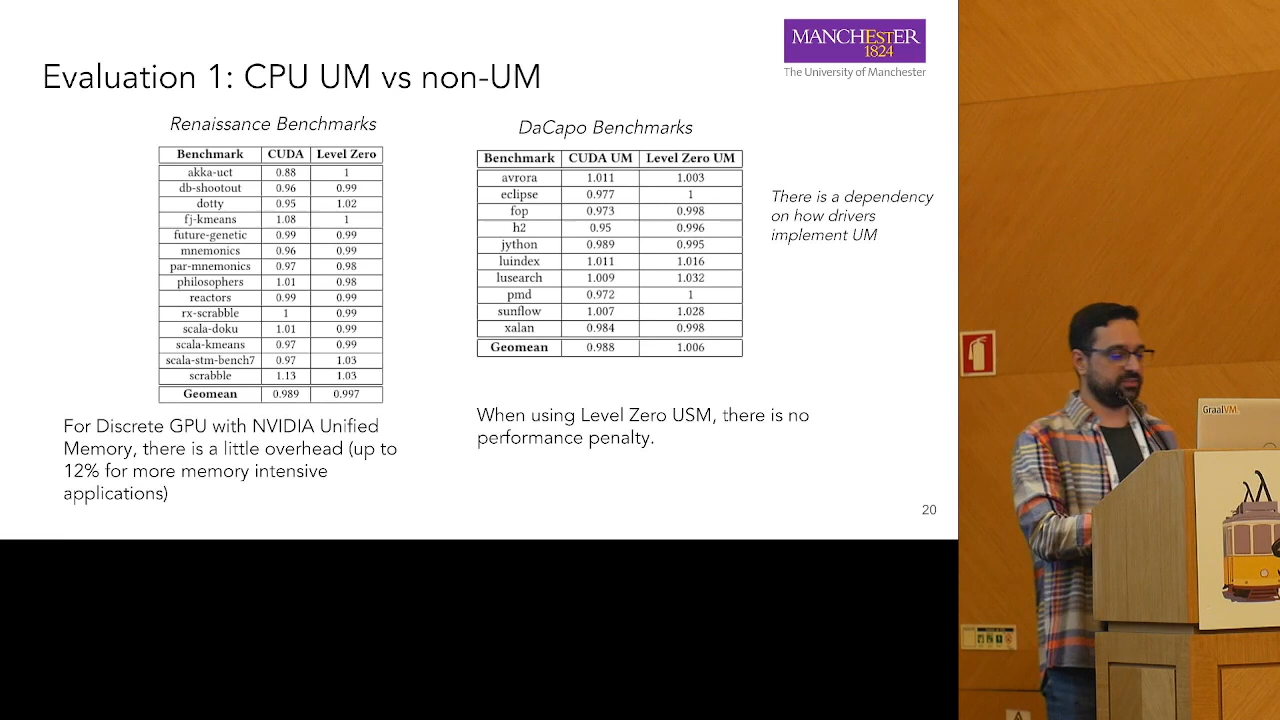 MANCHESTER
1824
The University of Manchester
Evaluation 1: CPU UM vs non-UM
Renaissance Benchmarks
Benchmark CUDA Level Zero
akka-uct 0.88 1
db-shootout 0.96 0.99
dotty 0.95 1.02
fj-kmeans 1.08 1
future-genetic 0.99 0.99
mnemonics 0.96 0.99
par-mnemonics 0.97 0.98
philosophers 1.01 0.98
reactors 0.99 0.99
rx-scrabble 1 0.99
scala-doku 1.01 0.99
scala-kmeans 0.97 0.99
scala-stm-bench7 0.97 1.03
scrabble 1.13 1.03
Geomean 0.989 0.997
For Discrete GPU with NVIDIA Unified
Memory, there is a little overhead (up to
12% for more memory intensive
applications)
DaCapo Benchmarks
Benchmark CUDA UM Level Zero UM
avrora 1.011 1.003
eclipse 0.977 1
fop 0.973 0.998
h2 0.95 0.996
jython 0.989 0.995
luindex 1.011 1.016
lusearch 1.009 1.032
pmd 0.972 1
sunflow 1.007 1.028
xalan 0.984 0.998
Geomean 0.988 1.006
When using Level Zero USM, there is no
performance penalty.
There is a dependency
on how drivers
implement UM
20
GraalVM